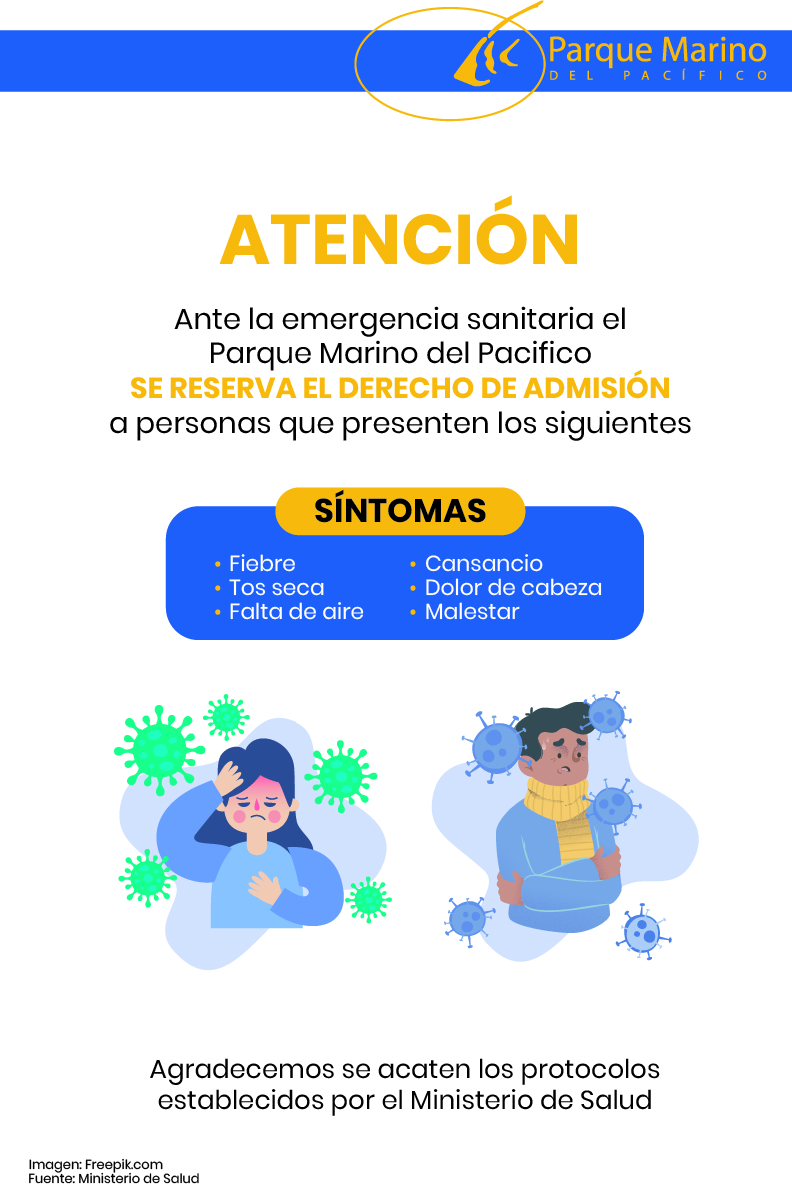 Parque Marino
DEL PACÍFICO
ATENCIÓN
Ante la emergencia sanitaria el
Parque Marino del Pacifico
SE RESERVA EL DERECHO DE ADMISIÓN
a personas que presenten los siguientes
SÍNTOMAS
• Fiebre
• Tos seca
• Falta de aire
• Cansancio
• Dolor de cabeza
• Malestar
Agradecemos se acaten los protocolos
establecidos por el Ministerio de Salud
Imagen: Freepik.com
Fuente: Ministerio de Salud